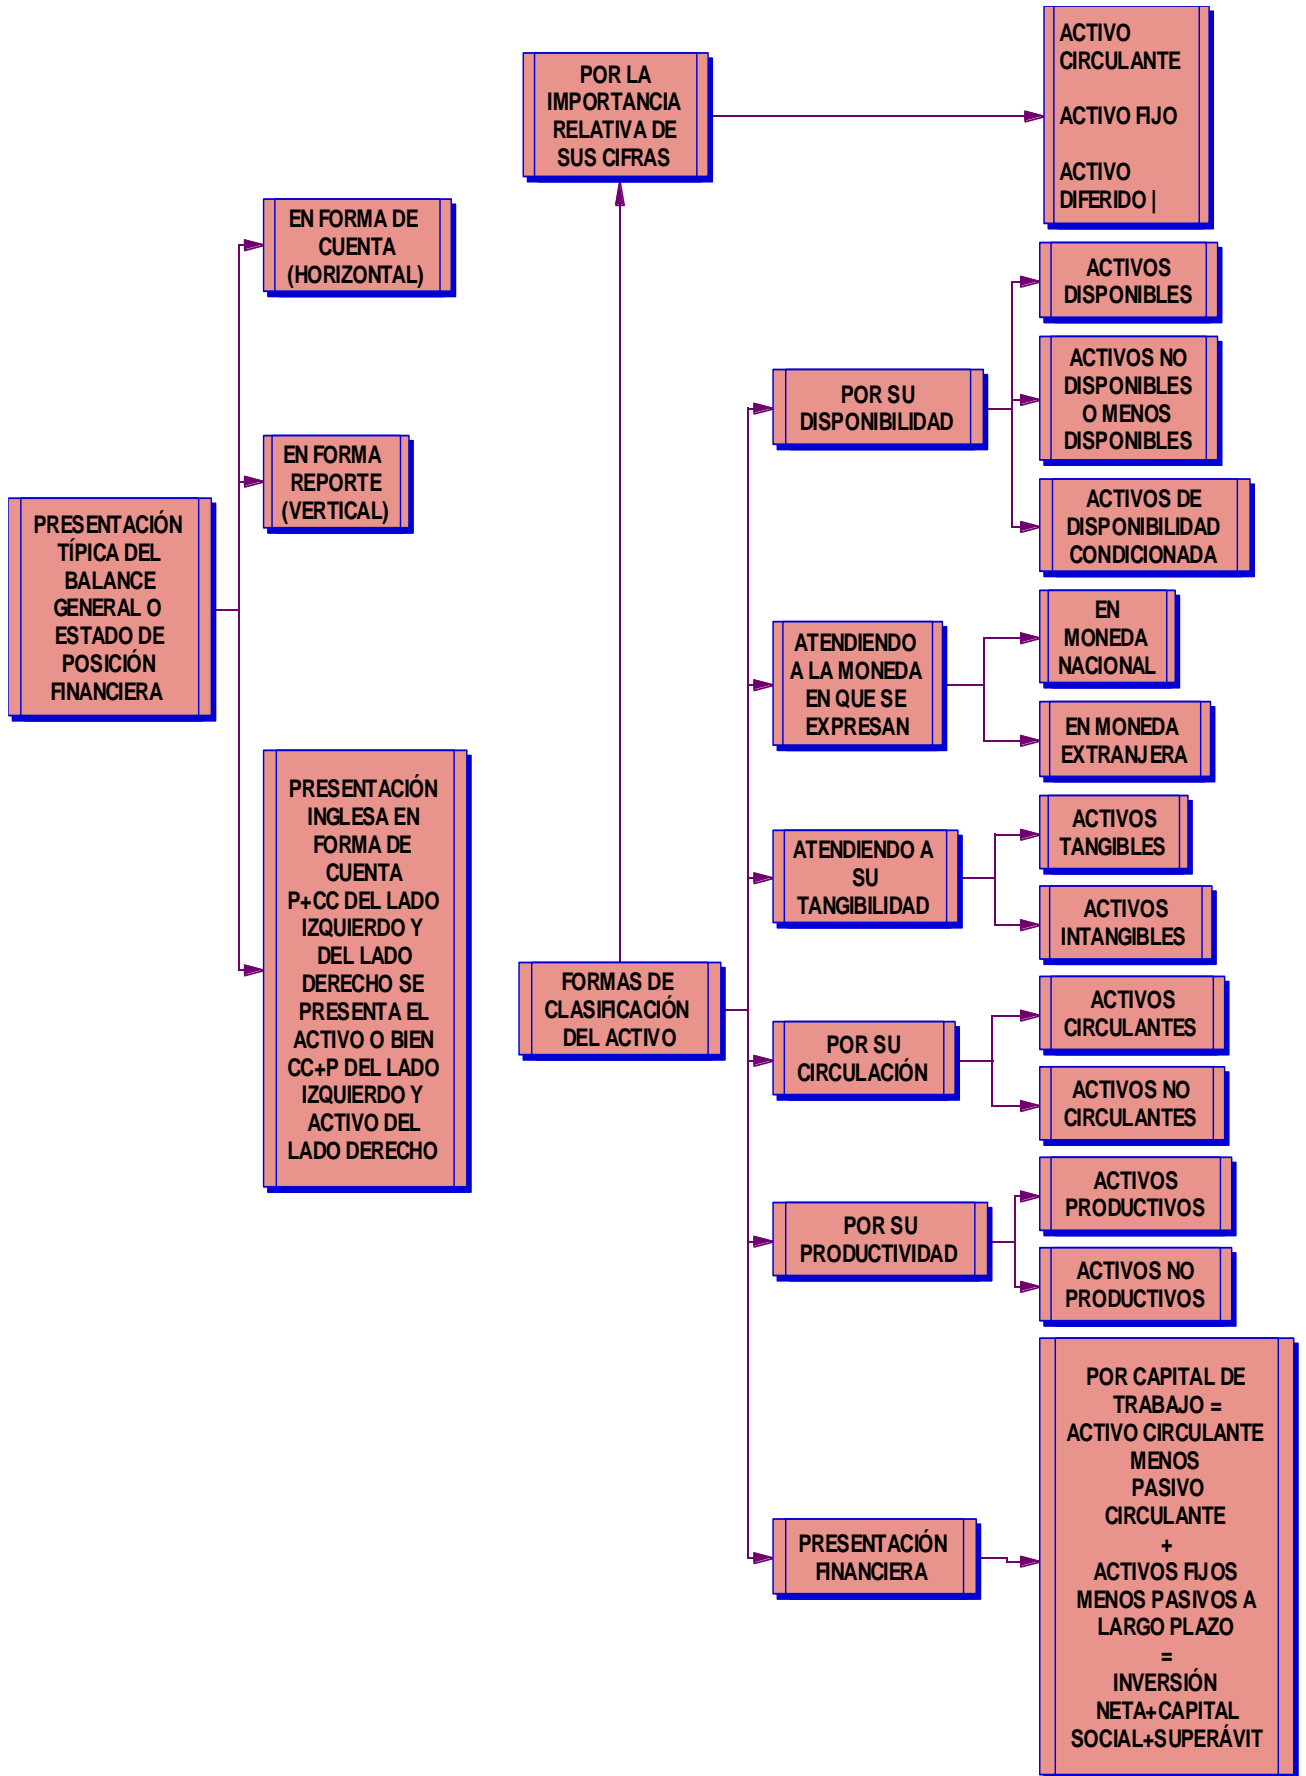 PRESENTACIÓN
TÍPICA DEL
BALANCE
GENERAL O
ESTADO DE
POSICIÓN
FINANCIERA
EN FORMA DE
CUENTA
(HORIZONTAL)
EN FORMA
REPORTE
(VERTICAL)
PRESENTACIÓN
INGLESA EN
FORMA DE
CUENTA
P+CC DEL LADO
IZQUIERDO Y
DEL LADO
DERECHO SE
PRESENTA EL
ACTIVO O BIEN
CC+P DEL LADO
IZQUIERDO Y
ACTIVO DEL
LADO DERECHO
FORMAS DE
CLASIFICACIÓN
DEL ACTIVO
POR LA
IMPORTANCIA
RELATIVA DE
SUS CIFRAS
ACTIVO
CIRCULANTE
ACTIVO FIJO
ACTIVO
DIFERIDO |
POR SU
DISPONIBILIDAD
ACTIVOS
DISPONIBLES
ACTIVOS NO
DISPONIBLES
O MENOS
DISPONIBLES
ACTIVOS DE
DISPONIBILIDAD
CONDICIONADA
ATENDIENDO
A LA MONEDA
EN QUE SE
EXPRESAN
EN
MONEDA
NACIONAL
EN MONEDA
EXTRANJERA
ATENDIENDO A
SU
TANGIBILIDAD
ACTIVOS
TANGIBLES
ACTIVOS
INTANGIBLES
POR SU
CIRCULACIÓN
ACTIVOS
CIRCULANTES
ACTIVOS NO
CIRCULANTES
POR SU
PRODUCTIVIDAD
ACTIVOS
PRODUCTIVOS
ACTIVOS NO
PRODUCTIVOS
PRESENTACIÓN
FINANCIERA
POR CAPITAL DE
TRABAJO =
ACTIVO CIRCULANTE
MENOS
PASIVO
CIRCULANTE
+
ACTIVOS FIJOS
MENOS PASIVOS A
LARGO PLAZO
=
INVERSIÓN
NETA+CAPITAL
SOCIAL+SUPERÁVIT